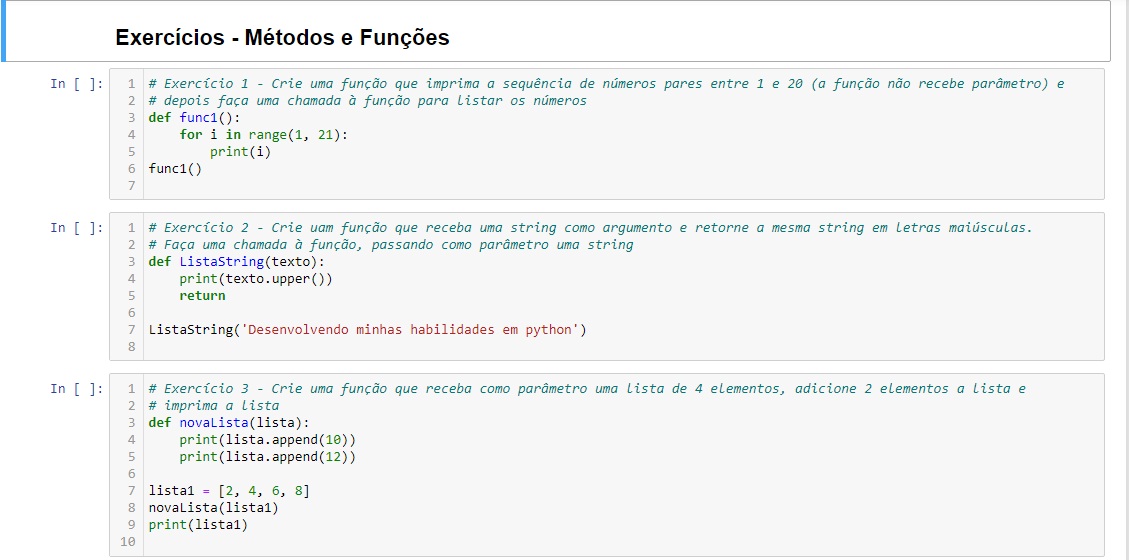 Exercícios - Métodos e Funções
In [ ]:
1 # Exercício 1 - Crie uma função que imprima a sequência de números pares entre 1 e 20 (a função não recebe parâmetro) e
2 # depois faça uma chamada à função para listar os números
3 def func1():
4     for i in range(1, 21):
5         print(i)
6 func1()
7
In [ ]:
1 # Exercício 2 - Crie uam função que receba uma string como argumento e retorne a mesma string em letras maiúsculas.
2 # Faça uma chamada à função, passando como parâmetro uma string
3 def ListaString(texto):
4     print(texto.upper())
5     return
6
7 ListaString('Desenvolvendo minhas habilidades em python')
8
In [ ]:
1 # Exercício 3 - Crie uma função que receba como parâmetro uma lista de 4 elementos, adicione 2 elementos a lista e
2 # imprima a lista
3 def novaLista(lista):
4     print(lista.append(10))
5     print(lista.append(12))
6
7 lista1 = [2, 4, 6, 8]
8 novaLista(lista1)
9 print(lista1)
10